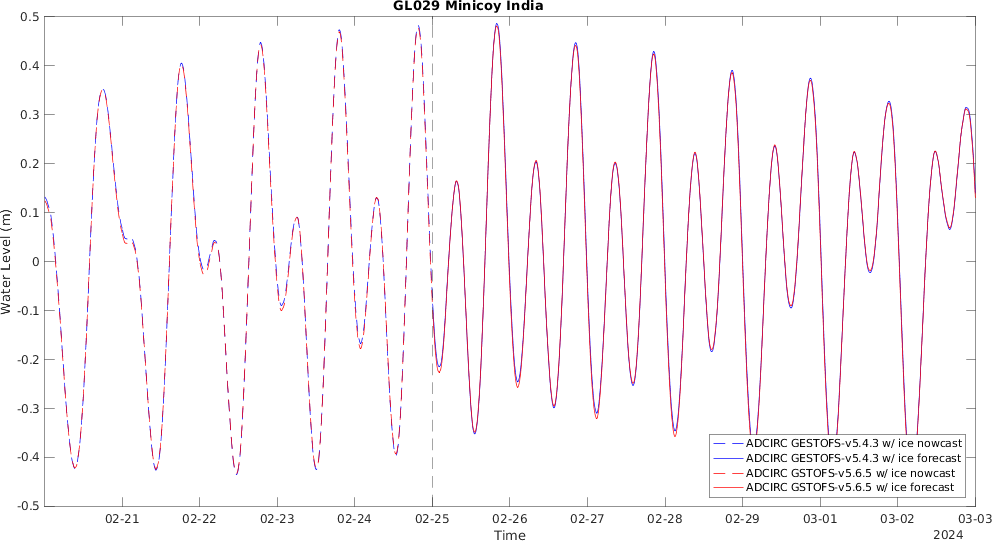 GL029 Minicoy India
Water Level (m)
0.5
0.4
0.3
0.2
0.1
0
-0.1
-0.2
-0.3
-0.4
-0.5
ADCIRC GESTOFS-v5.4.3 w/ ice nowcast
ADCIRC GESTOFS-v5.4.3 w/ ice forecast
ADCIRC GSTOFS-v5.6.5 w/ ice nowcast
ADCIRC GSTOFS-v5.6.5 w/ ice forecast
02-21 02-22 02-23 02-24 02-25 02-26 02-27 02-28 02-29 03-01 03-02 03-03
Time
2024